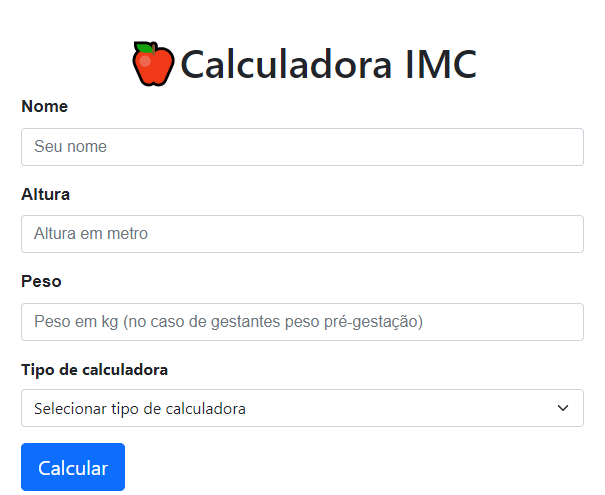 Calculadora IMC
Nome
Seu nome
Altura
Altura em metro
Peso
Peso em kg (no caso de gestantes peso pré-gestação)
Tipo de calculadora
Selecionar tipo de calculadora
Calcular